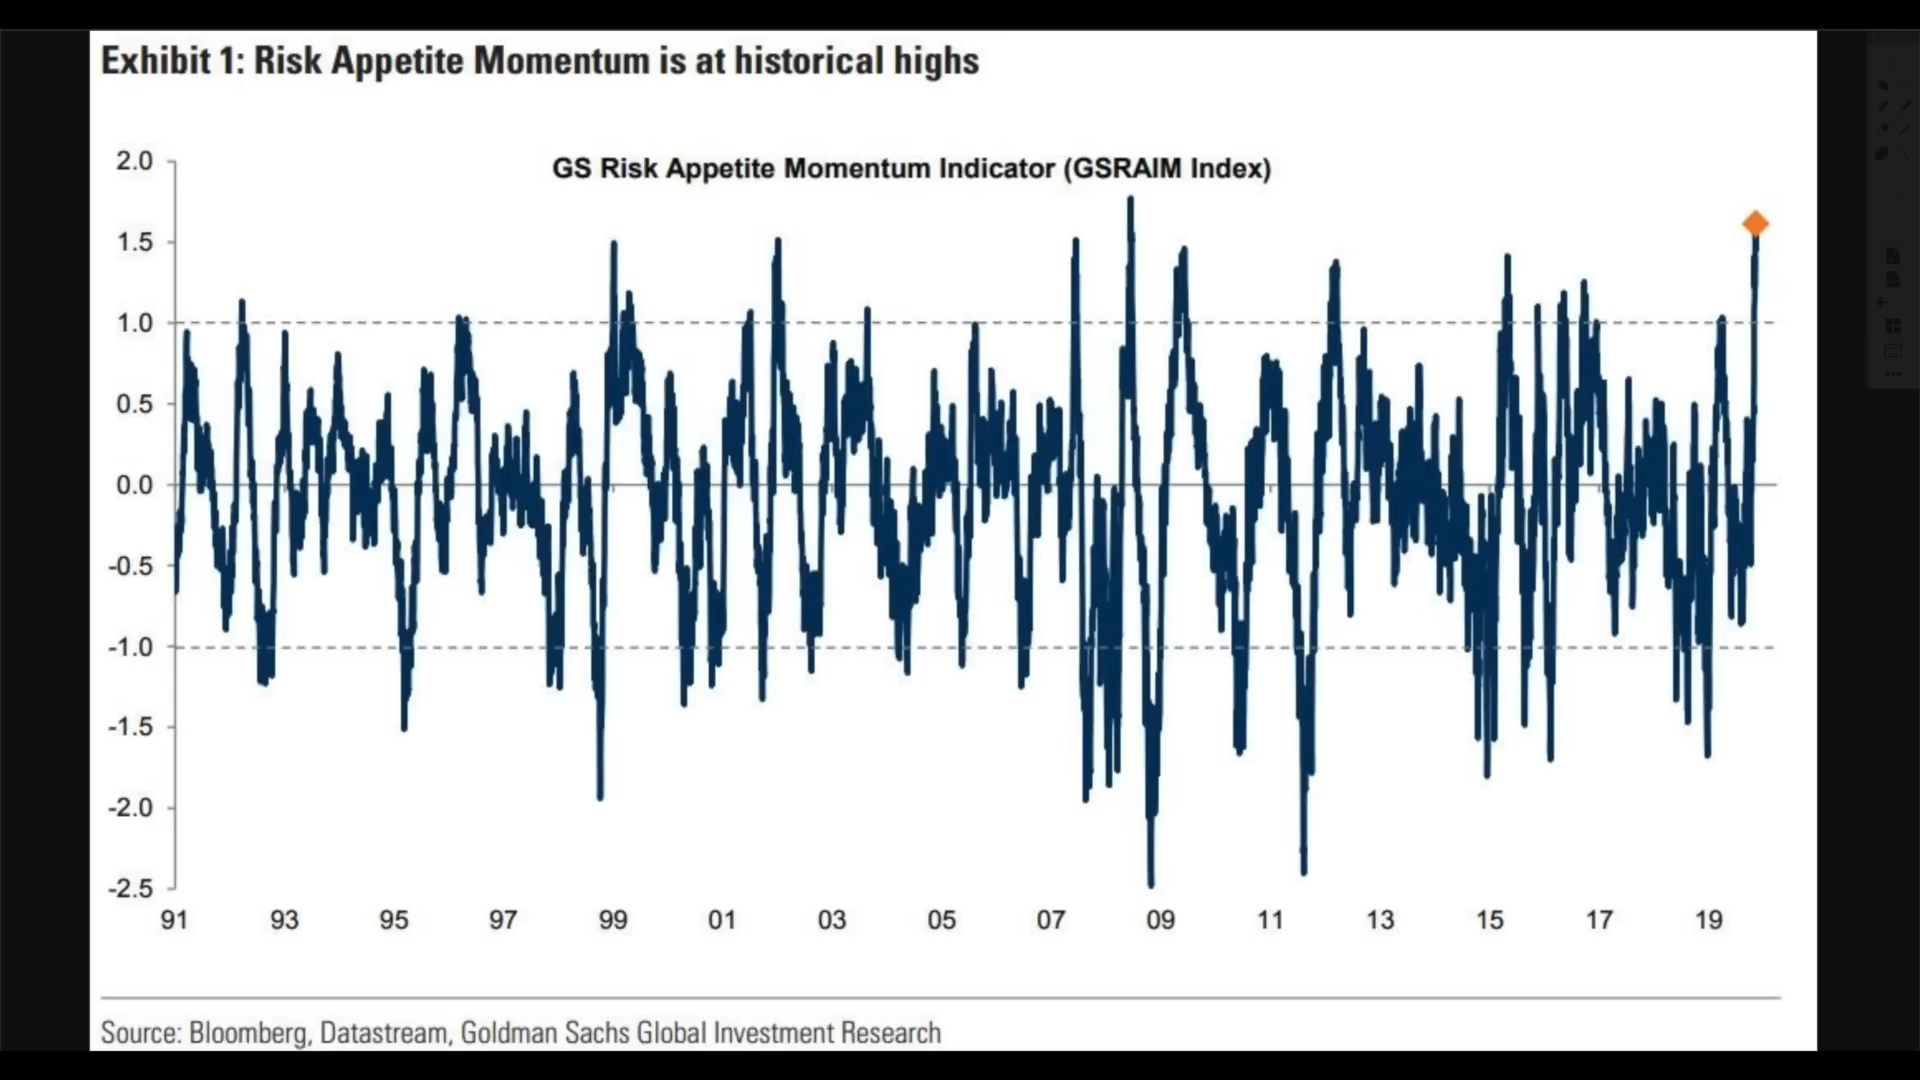 Exhibit 1: Risk Appetite Momentum is at historical highs
GS Risk Appetite Momentum Indicator (GSRAIM Index)
2.0
1.5
1.0
0.5
0.0
-0.5
-1.0
-1.5
-2.0
-2.5
91 93 95 97 99 01 03 05 07 09 11 13 15 17 19
Source: Bloomberg, Datastream, Goldman Sachs Global Investment Research